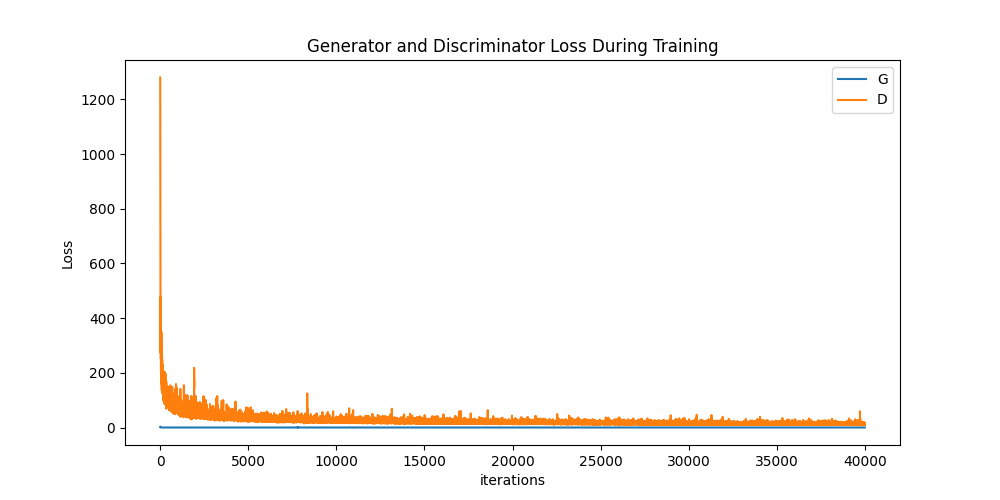 Generator and Discriminator Loss During Training
G
D
1200
1000
800
600
400
200
0
Loss
0 5000 10000 15000 20000 25000 30000 35000 40000
iterations